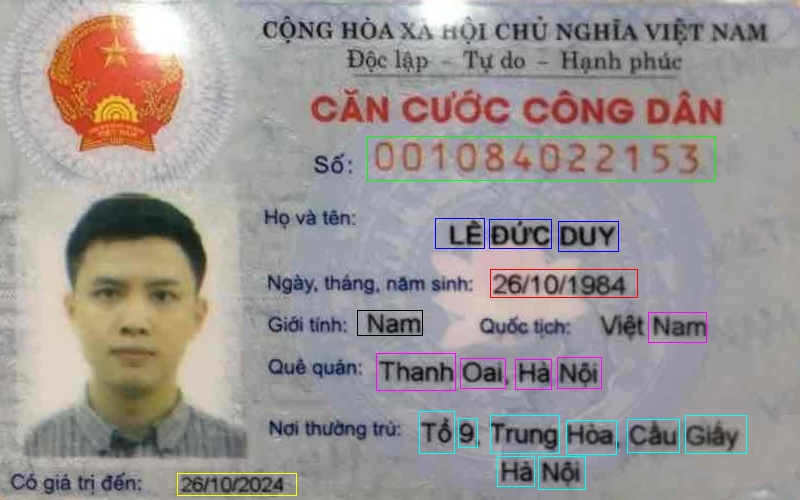 CỘNG HÒA XÃ HỘI CHỦ NGHĨA VIỆT NAM
Độc lập - Tự do - Hạnh phúc
CĂN CƯỚC CÔNG DÂN
Số: 001084022153
Họ và tên:
LÊ ĐỨC DUY
Ngày, tháng, năm sinh: 26/10/1984
Giới tính: Nam Quốc tịch: Việt Nam
Quê quán: Thanh Oai, Hà Nội
Nơi thường trú: Tổ 9, Trung Hòa, Cầu Giấy
Hà Nội
Có giá trị đến: 26/10/2024